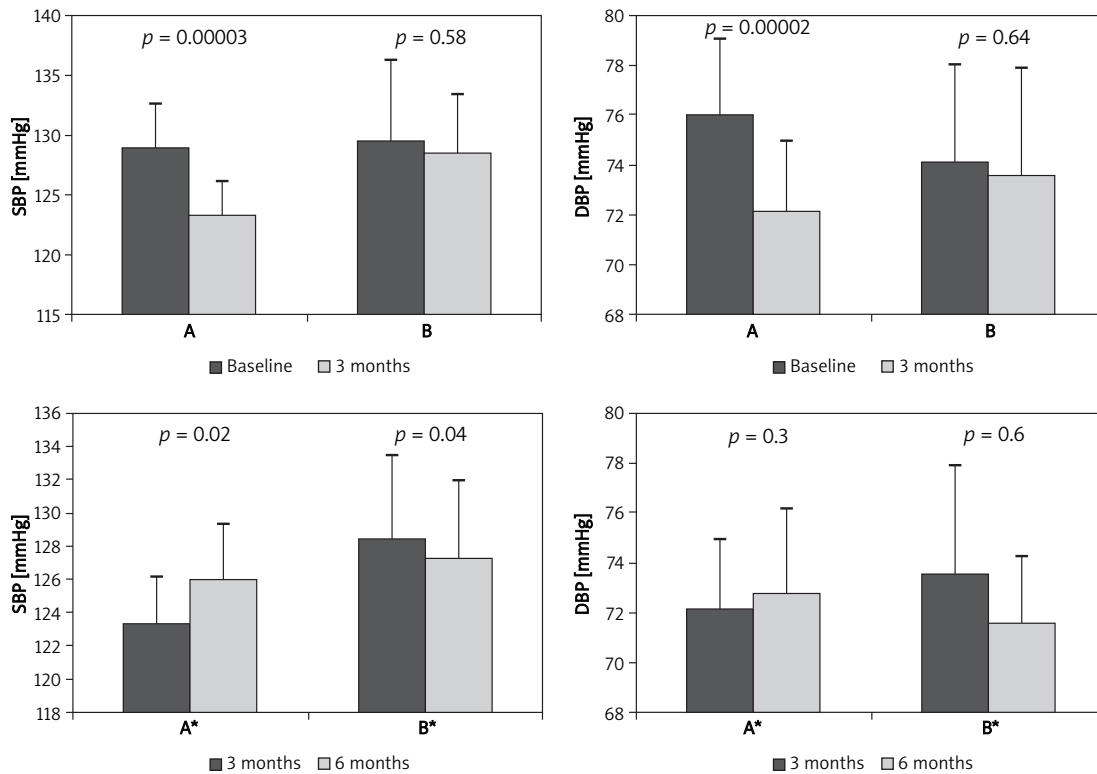 140
135
130
125
120
115
SBP [mmHg]
p = 0.00003
p = 0.58
A
B
Baseline
3 months
80
78
76
74
72
70
68
DBP [mmHg]
p = 0.00002
p = 0.64
A
B
Baseline
3 months
136
134
132
130
128
126
124
122
120
118
SBP [mmHg]
p = 0.02
p = 0.04
A*
B*
3 months
6 months
80
78
76
74
72
70
68
DBP [mmHg]
p = 0.3
p = 0.6
A*
B*
3 months
6 months